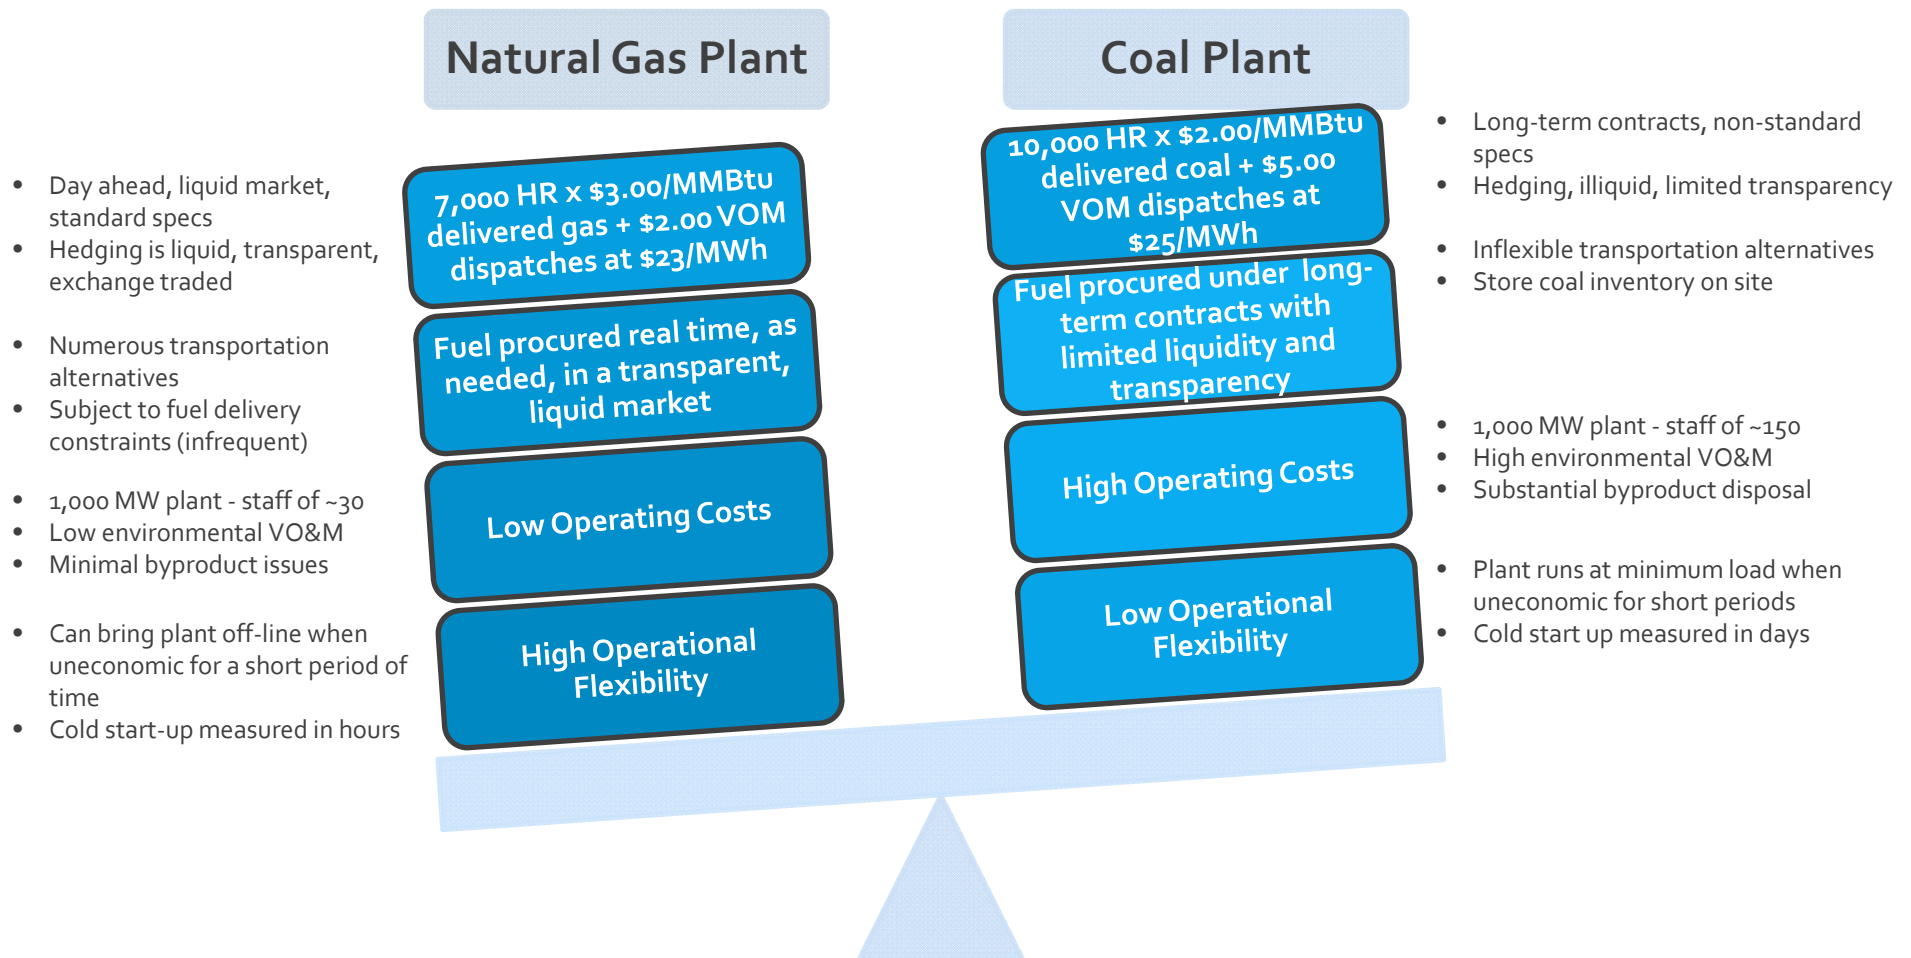 Natural Gas Plant
Coal Plant
• Day ahead, liquid market,
standard specs
• Hedging is liquid, transparent,
exchange traded
• Numerous transportation
alternatives
• Subject to fuel delivery
constraints (infrequent)
• 1,000 MW plant - staff of ~30
• Low environmental VO&M
• Minimal byproduct issues
• Can bring plant off-line when
uneconomic for a short period of
time
• Cold start-up measured in hours
7,000 HR x $3.00/MMBtu
delivered gas + $2.00 VOM
dispatches at $23/MWh
Fuel procured real time, as
needed, in a transparent,
liquid market
Low Operating Costs
High Operational
Flexibility
10,000 HR x $2.00/MMBtu
delivered coal + $5.00
VOM dispatches at
$25/MWh
Fuel procured under long-
term contracts with
limited liquidity and
transparency
High Operating Costs
Low Operational
Flexibility
• Long-term contracts, non-standard
specs
• Hedging, illiquid, limited transparency
• Inflexible transportation alternatives
• Store coal inventory on site
• 1,000 MW plant - staff of ~150
• High environmental VO&M
• Substantial byproduct disposal
• Plant runs at minimum load when
uneconomic for short periods
• Cold start up measured in days